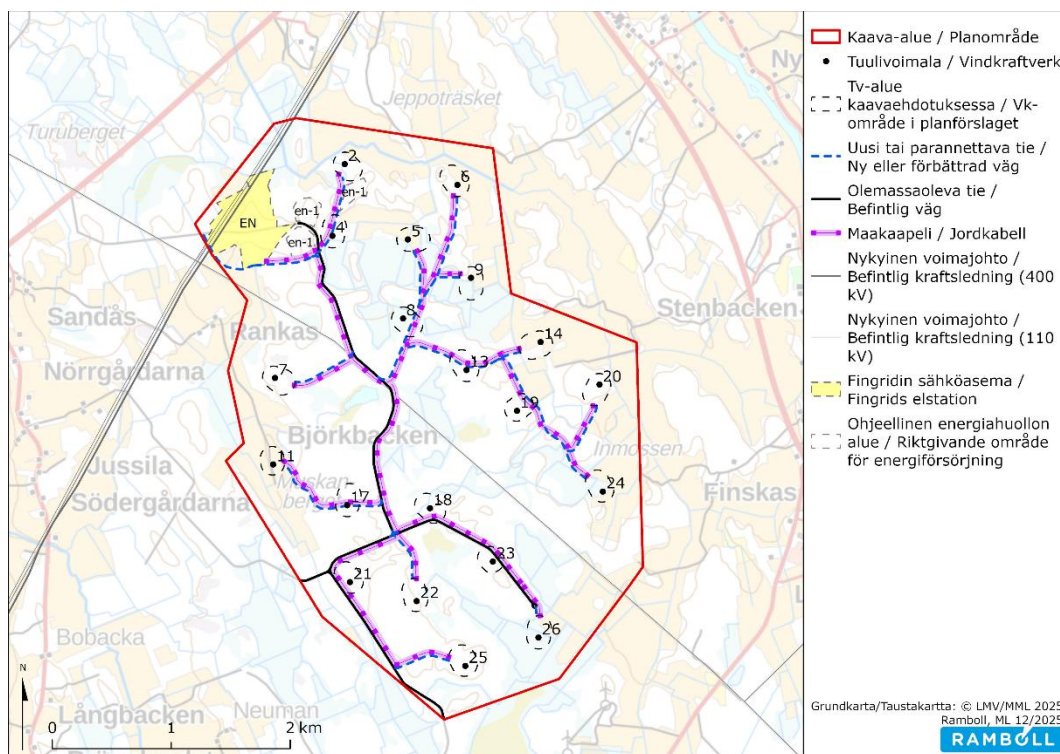 Jeppoträsket
Turuberget
2
6
en-1
en-1
EN
4
en-1
5
9
Stenbacken
Sandås
Rankas
8
14
Nörrgårdarna
7
13
20
19
Björkbacken
Inmossen
11
Jussila
24
Finskas
Södergårdarna
17
18
23
21
22
Bobacka
26
25
N
Neuman
Långbacken
0 1 2 km
Kaava-alue / Planområde
Tuulivoimala / Vindkraftverk
Tv-alue
kaavaehdotuksessa / Vk-
område i planförslaget
Uusi tai parannettava tie /
Ny eller förbättrad väg
Olemassaoleva tie /
Befintlig väg
Maakaapeli / Jordkabell
Nykyinen voimajohto /
Befintlig kraftsledning (400
kV)
Nykyinen voimajohto /
Befintlig kraftsledning (110
kV)
Fingridin sähköasema /
Fingrids elstation
Ohjeellinen energiahuollon
alue / Riktgivande område
för energiförsörjning
Grundkarta/Taustakartta: © LMV/MML 2025
Ramboll, ML 12/2025
RAMBOLL